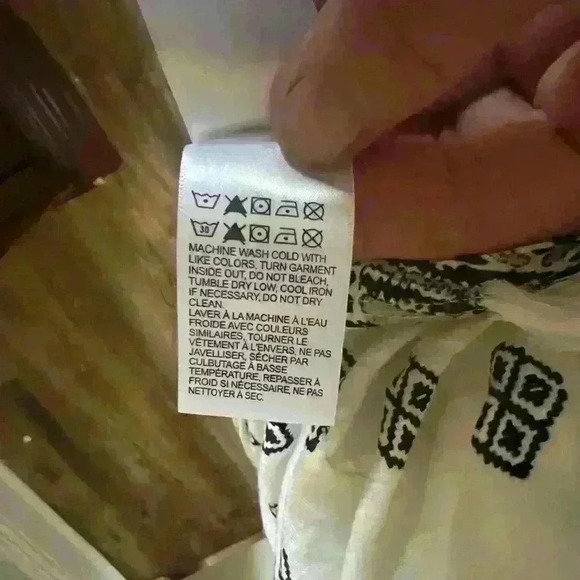 30
MACHINE WASH COLD WITH
LIKE COLORS, TURN GARMENT
INSIDE OUT, DO NOT BLEACH,
TUMBLE DRY LOW, COOL IRON
IF NECESSARY, DO NOT DRY
CLEAN.
LAVER À LA MACHINE À L'EAU
FROIDE AVEC COULEURS
SIMILAIRES, TOURNER LE
VÊTEMENT À L'ENVERS, NE PAS
JAVELLISER, SÉCHER PAR
CULBUTAGE À BASSE
TEMPÉRATURE. REPASSER À
FROID SI NÉCESSAIRE, NE PAS
NETTOYER À SEC.